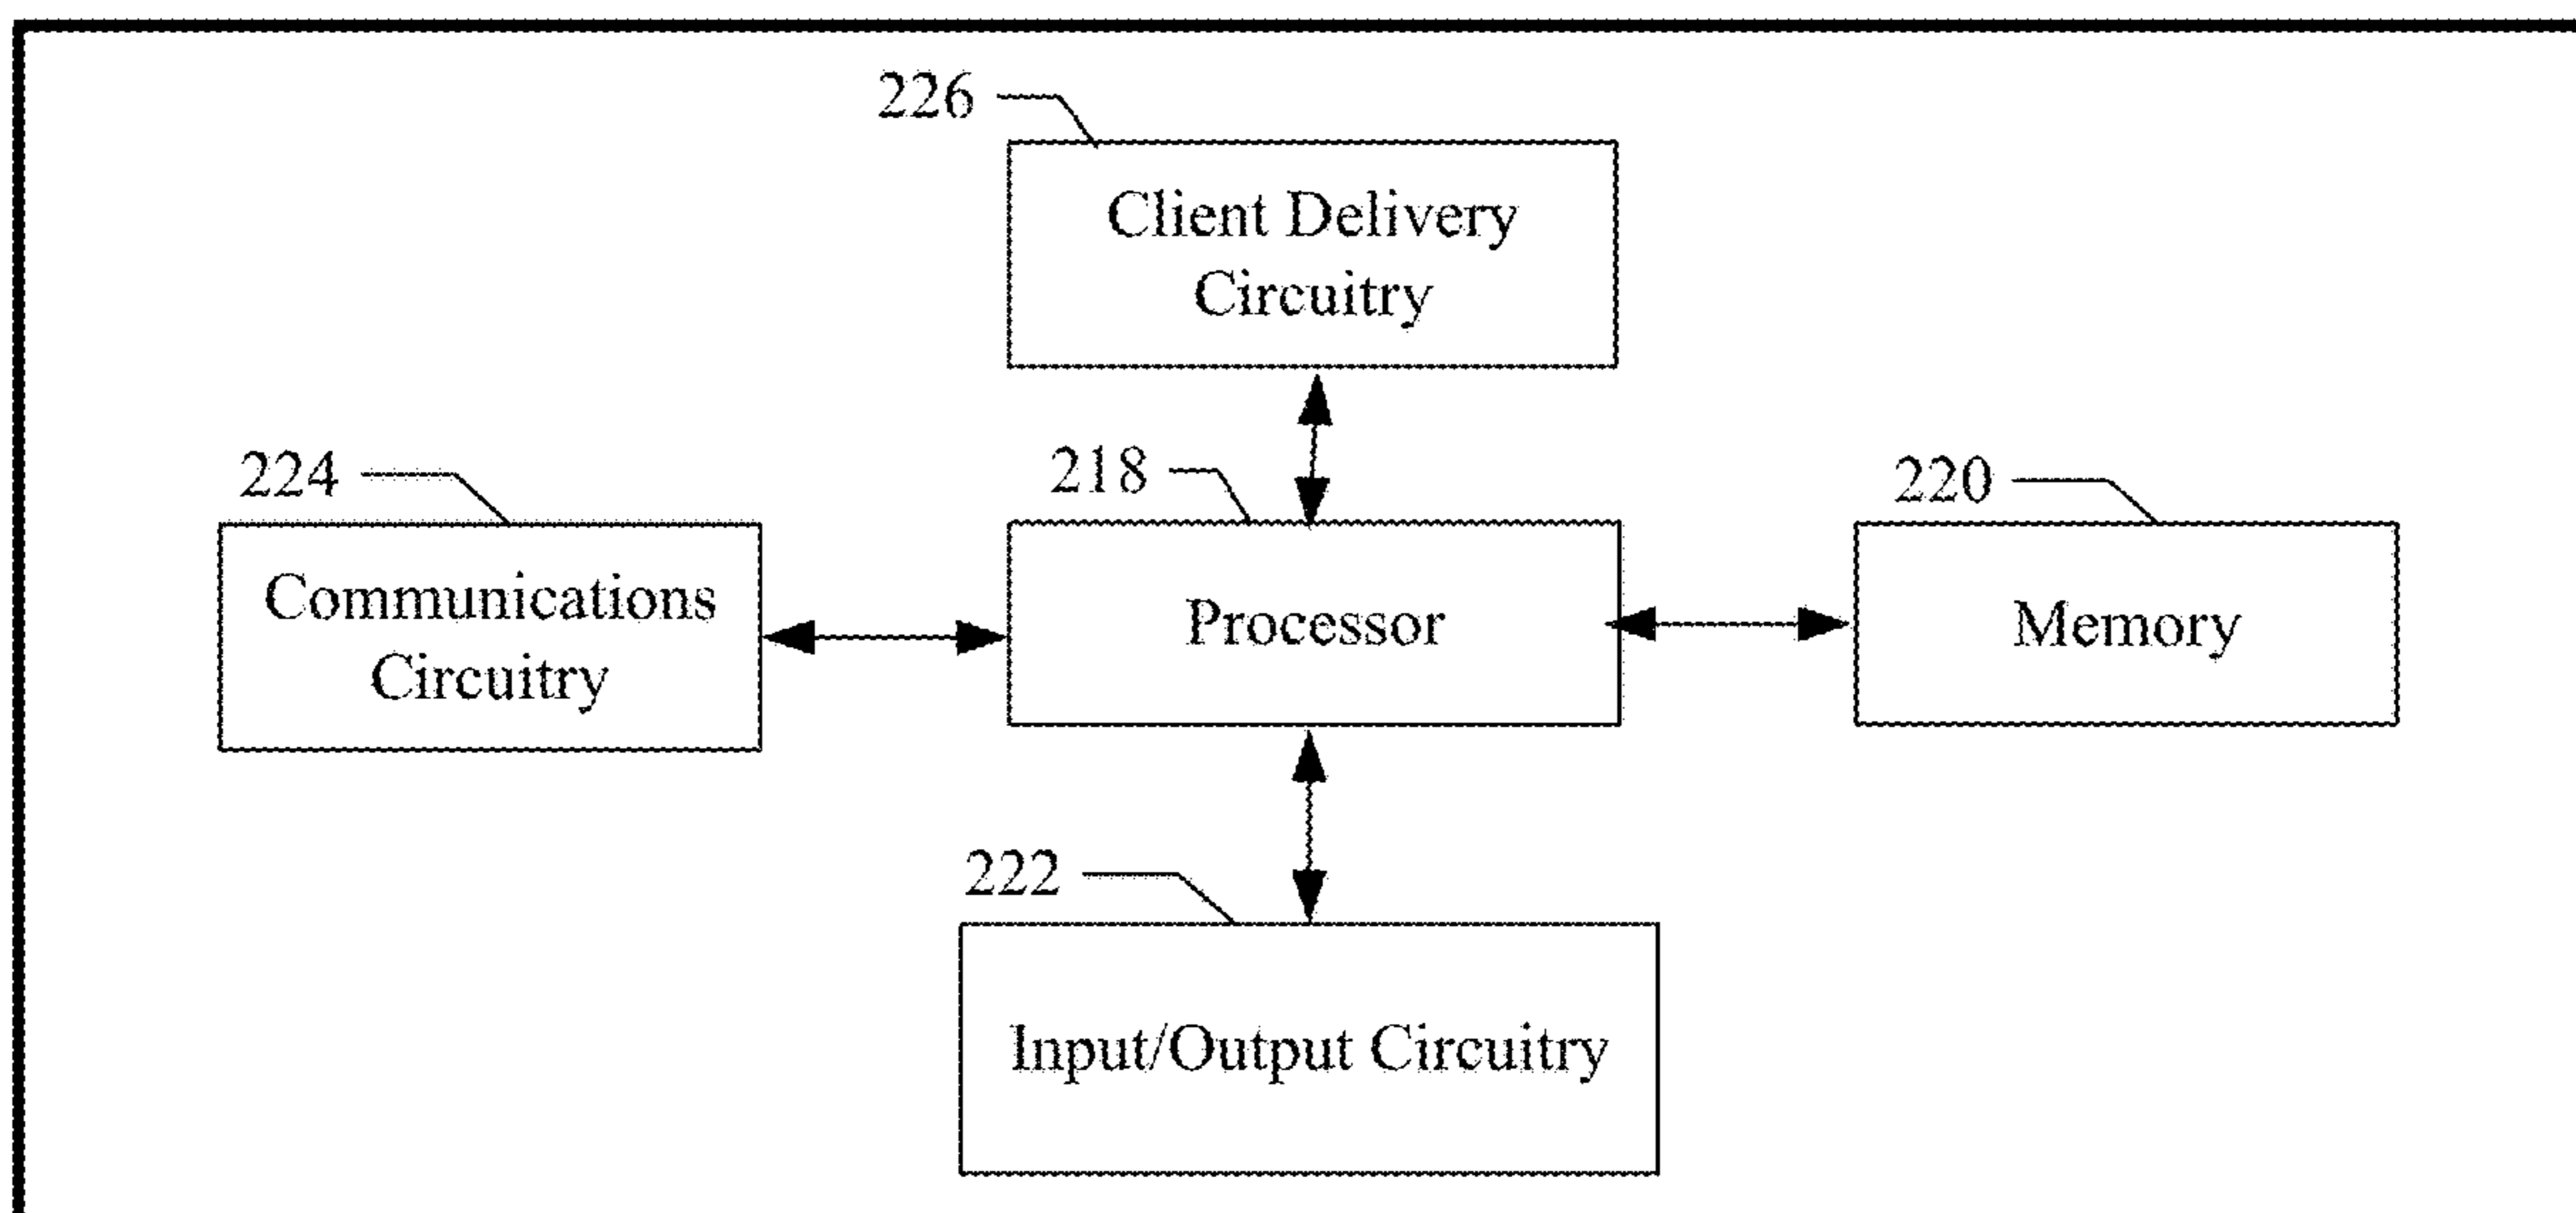 226
Client Delivery
Circuitry
224
218
220
Communications
Circuitry
Processor
Memory
222
Input/Output Circuitry